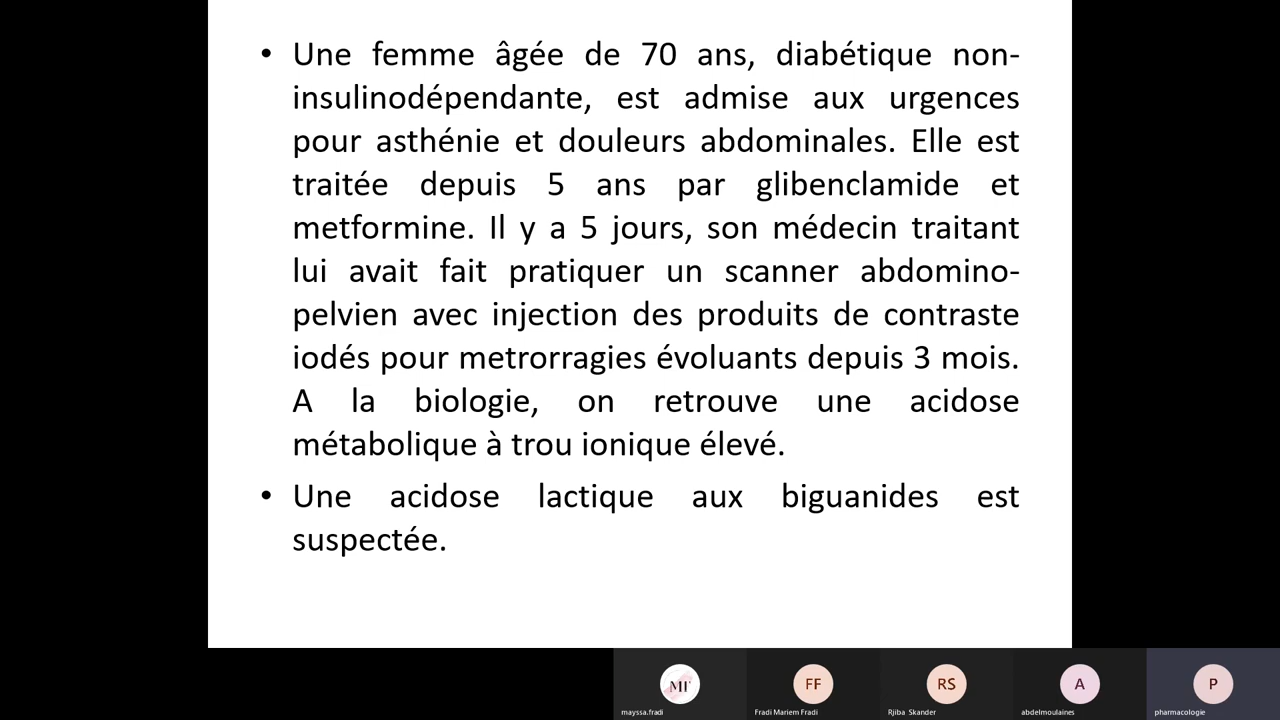 • Une femme âgée de 70 ans, diabétique non-
insulinodépendante, est admise aux urgences
pour asthénie et douleurs abdominales. Elle est
traitée depuis 5 ans par glibenclamide et
metformine. Il y a 5 jours, son médecin traitant
lui avait fait pratiquer un scanner abdomino-
pelvien avec injection des produits de contraste
iodés pour metrorragies évoluants depuis 3 mois.
A la biologie, on retrouve une acidose
métabolique à trou ionique élevé.
• Une acidose lactique aux biguanides est
suspectée.
MF FF RS A P
mayssa.fradi Fradi Mariem Fradi Rjiba Skander abdelmoulaines pharmacologie